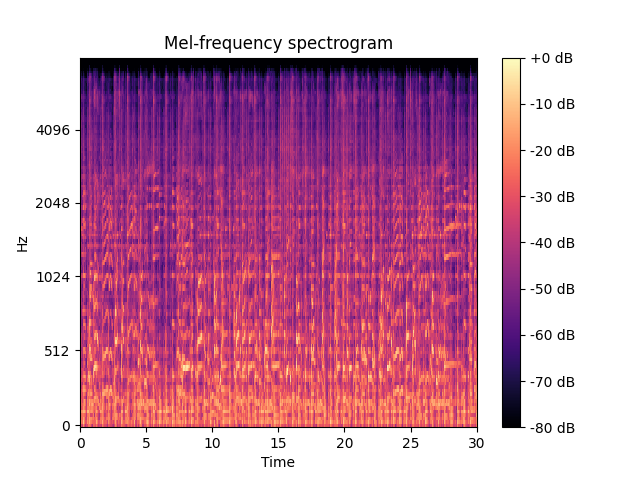 Mel-frequency spectrogram
Hz
4096
2048
1024
512
0
0 5 10 15 20 25 30
Time
+0 dB
-10 dB
-20 dB
-30 dB
-40 dB
-50 dB
-60 dB
-70 dB
-80 dB